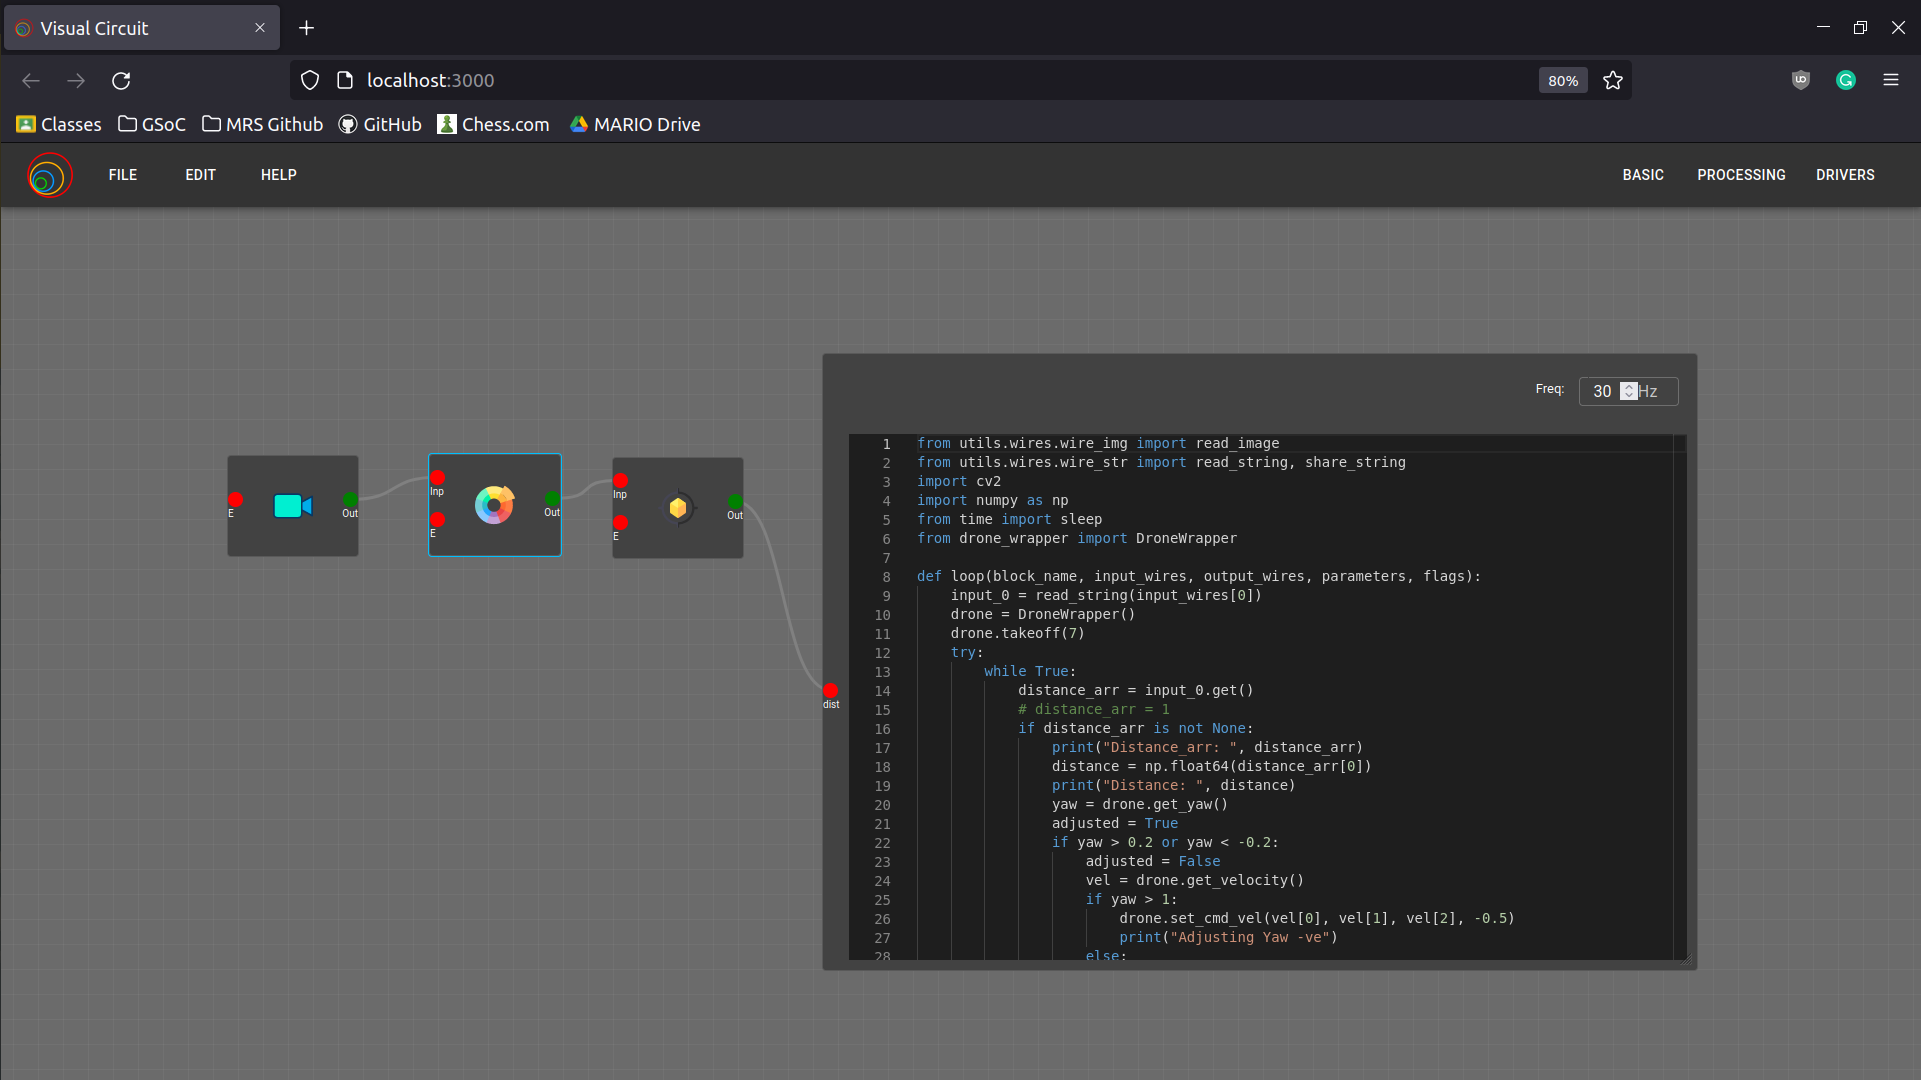 Visual Circuit
localhost:3000
80%
Classes GSoC MRS Github GitHub Chess.com MARIO Drive
FILE EDIT HELP BASIC PROCESSING DRIVERS
Freq: 30 Hz
E
Out
Inp
E
Out
Inp
E
Out
dist
1 from utils.wires.wire_img import read_image
2 from utils.wires.wire_str import read_string, share_string
3 import cv2
4 import numpy as np
5 from time import sleep
6 from drone_wrapper import DroneWrapper
7
8 def loop(block_name, input_wires, output_wires, parameters, flags):
9 input_0 = read_string(input_wires[0])
10 drone = DroneWrapper()
11 drone.takeoff(7)
12 try:
13 while True:
14 distance_arr = input_0.get()
15 # distance_arr = 1
16 if distance_arr is not None:
17 print("Distance_arr: ", distance_arr)
18 distance = np.float64(distance_arr[0])
19 print("Distance: ", distance)
20 yaw = drone.get_yaw()
21 adjusted = True
22 if yaw > 0.2 or yaw < -0.2:
23 adjusted = False
24 vel = drone.get_velocity()
25 if yaw > 1:
26 drone.set_cmd_vel(vel[0], vel[1], vel[2], -0.5)
27 print("Adjusting Yaw -ve")
28 else: